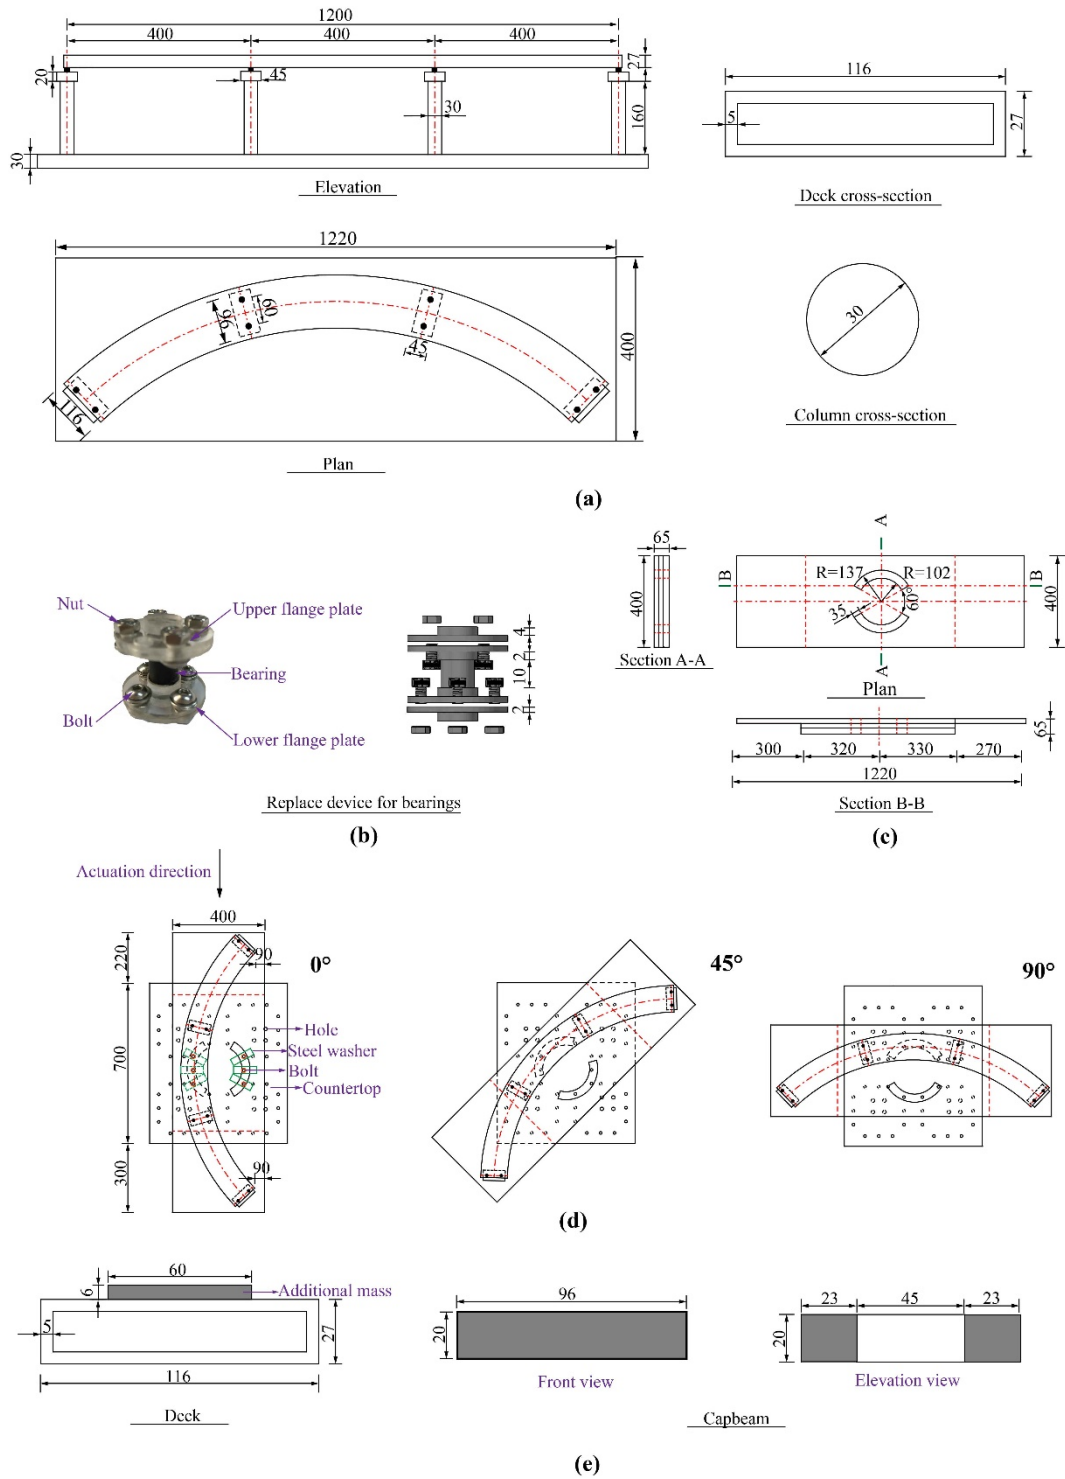 1200
400 400 400
20
45
27
30
160
30
Elevation
116
5
27
Deck cross-section
1220
96
60
45
400
116
Plan
30
Column cross-section
(a)
Nut
Upper flange plate
Bearing
Bolt
Lower flange plate
4
2
10
2
Replace device for bearings
(b)
65
400
Section A-A
A
B B
R=137 R=102
60°
35
400
A
Plan
65
300 320 330 270
1220
Section B-B
(c)
Actuation direction
400
220
90
0°
700
Hole
Steel washer
Bolt
Countertop
300
90
45°
90°
(d)
60
6
Additional mass
5
27
116
Deck
96
20
Front view
23 45 23
20
Elevation view
Capbeam
(e)